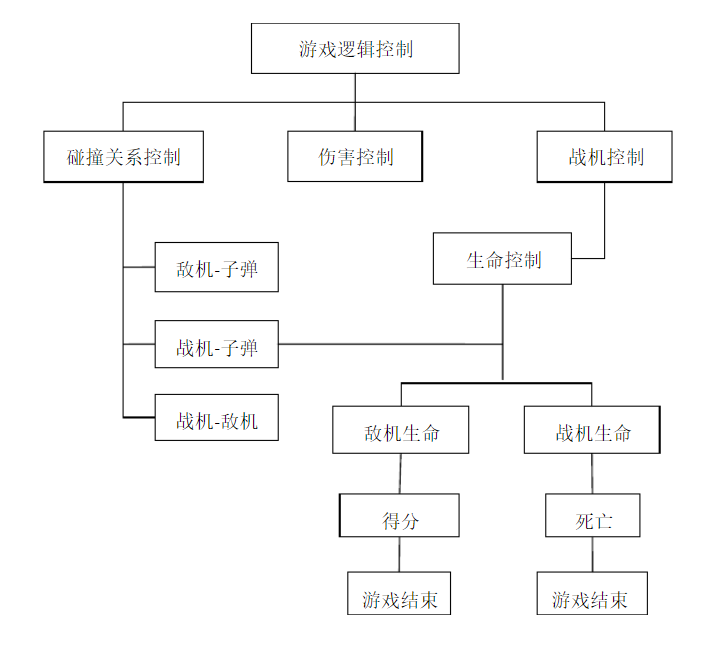 游戏逻辑控制
碰撞关系控制
伤害控制
战机控制
敌机-子弹
生命控制
战机-子弹
战机-敌机
敌机生命
战机生命
得分
死亡
游戏结束
游戏结束